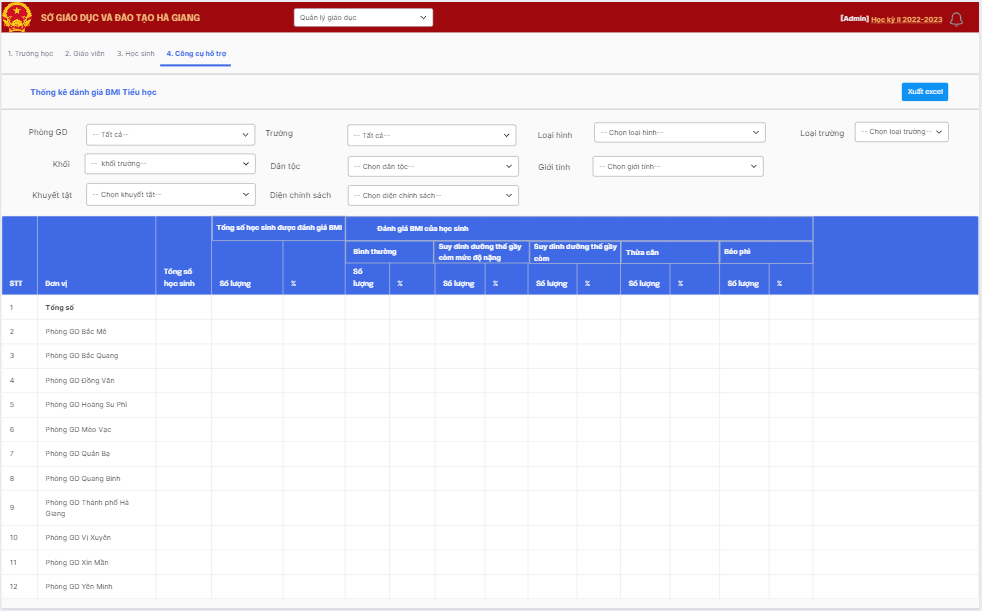 SỞ GIÁO DỤC VÀ ĐÀO TẠO HÀ GIANG
Quản lý giáo dục
[Admin] Học kỳ II 2022-2023
1. Trường học 2. Giáo viên 3. Học sinh 4. Công cụ hỗ trợ
Thống kê đánh giá BMI Tiểu học
Xuất excel
Phòng GD -- Tất cả-- Trường -- Tất cả-- Loại hình -- Chọn loại hình-- Loại trường -- Chọn loại trường--
Khối -- khối trường-- Dân tộc -- Chọn dân tộc-- Giới tính -- Chọn giới tính--
Khuyết tật -- Chọn khuyết tật-- Diện chính sách -- Chọn diện chính sách--
Tổng số học sinh được đánh giá BMI Đánh giá BMI của học sinh
Bình thường Suy dinh dưỡng thể gầy còm mức độ nặng Suy dinh dưỡng thể gầy còm Thừa cân Béo phì
STT Đơn vị Tổng số học sinh Số lượng % Số lượng % Số lượng % Số lượng % Số lượng % Số lượng %
1 Tổng số
2 Phòng GD Bắc Mê
3 Phòng GD Bắc Quang
4 Phòng GD Đồng Văn
5 Phòng GD Hoàng Su Phì
6 Phòng GD Mèo Vạc
7 Phòng GD Quản Bạ
8 Phòng GD Quang Bình
9 Phòng GD Thành phố Hà Giang
10 Phòng GD Vị Xuyên
11 Phòng GD Xín Mần
12 Phòng GD Yên Minh